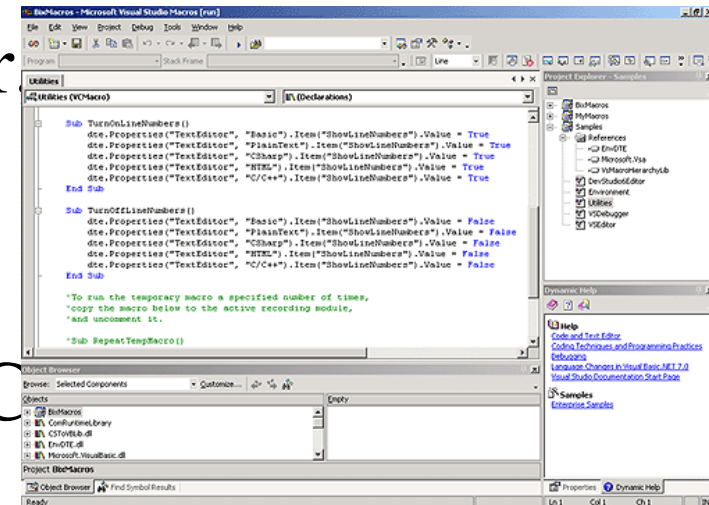 BixMacros - Microsoft Visual Studio Macros [run]
File Edit View Project Debug Tools Window Help
Program Stack Frame Line
Utilities
Utilities (VCMacro) (Declarations)
Sub TurnOnLineNumbers()
dte.Properties("TextEditor", "Basic").Item("ShowLineNumbers").Value = True
dte.Properties("TextEditor", "PlainText").Item("ShowLineNumbers").Value = True
dte.Properties("TextEditor", "CSharp").Item("ShowLineNumbers").Value = True
dte.Properties("TextEditor", "HTML").Item("ShowLineNumbers").Value = True
dte.Properties("TextEditor", "C/C++").Item("ShowLineNumbers").Value = True
End Sub
Sub TurnOffLineNumbers()
dte.Properties("TextEditor", "Basic").Item("ShowLineNumbers").Value = False
dte.Properties("TextEditor", "PlainText").Item("ShowLineNumbers").Value = False
dte.Properties("TextEditor", "CSharp").Item("ShowLineNumbers").Value = False
dte.Properties("TextEditor", "HTML").Item("ShowLineNumbers").Value = False
dte.Properties("TextEditor", "C/C++").Item("ShowLineNumbers").Value = False
End Sub
'To run the temporary macro a specified number of times,
'copy the macro below to the active recording module,
'and uncomment it.
'Sub RepeatTempMacro()
Project Explorer - Samples
BixMacros
MyMacros
Samples
References
EnvDTE
Microsoft.Vsa
VsMacroHierarchyLib
DevStudio6Editor
Environment
Utilities
VSDebugger
VSEditor
Dynamic Help
Help
Code and Text Editor
Coding Techniques and Programming Practices
Debugging
Language Changes in Visual Basic.NET 7.0
Visual Studio Documentation Start Page
Samples
Enterprise Samples
Object Browser
Browse: Selected Components Customize...
Objects Empty
BixMacros
ComRuntimeLibrary
CSToVBLib.dll
EnvDTE.dll
Microsoft.VisualBasic.dll
Project BixMacros
Object Browser Find Symbol Results
Properties Dynamic Help
Ready Ln 1 Col 1 Ch 1